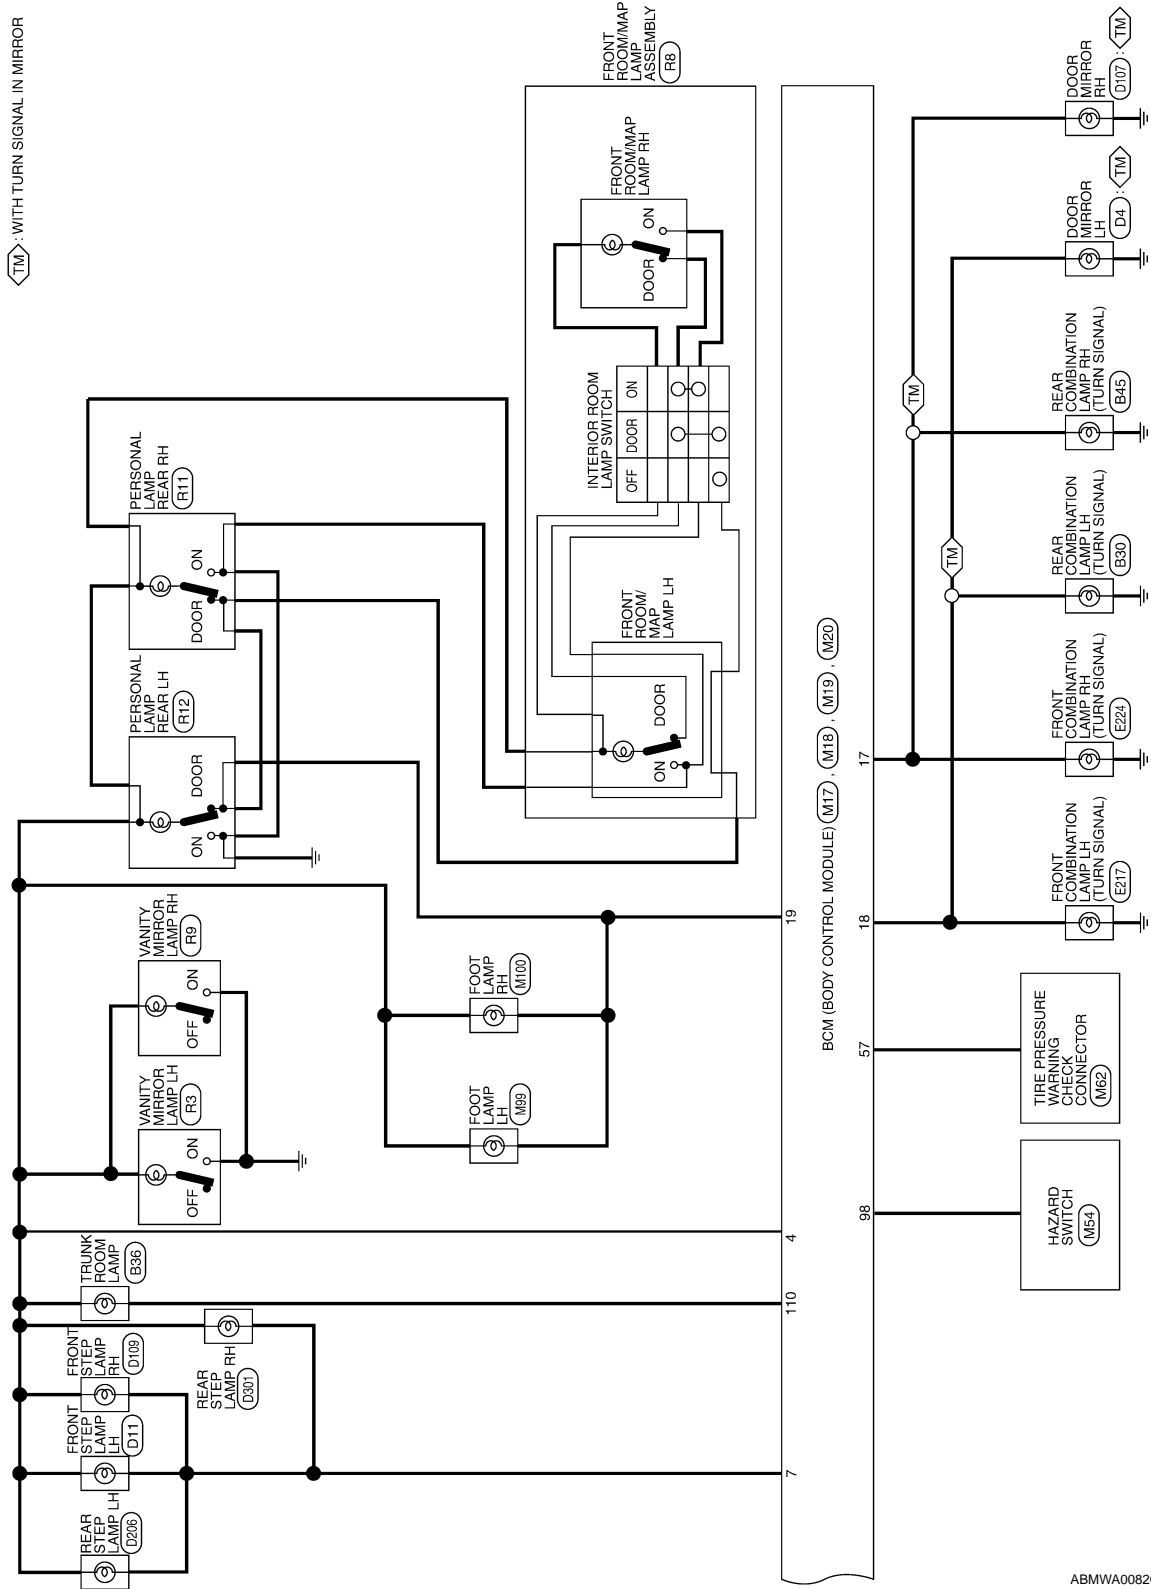 TM : WITH TURN SIGNAL IN MIRROR
REAR
STEP
LAMP LH
D206
FRONT
STEP
LAMP
LH
D11
FRONT
STEP
LAMP
RH
D109
REAR
STEP
LAMP RH
D301
TRUNK
ROOM
LAMP
B36
VANITY
MIRROR
LAMP LH
R3
OFF
ON
VANITY
MIRROR
LAMP RH
R9
OFF
ON
PERSONAL
LAMP
REAR LH
R12
ON
DOOR
PERSONAL
LAMP
REAR RH
R11
DOOR
ON
FOOT
LAMP
LH
M99
FOOT
LAMP
RH
M100
FRONT
ROOM/MAP
LAMP
ASSEMBLY
R8
FRONT
ROOM/MAP
LAMP RH
DOOR
ON
INTERIOR ROOM
LAMP SWITCH
OFF
DOOR
ON
FRONT
ROOM/
MAP
LAMP LH
ON
DOOR
7
110
4
19
BCM (BODY CONTROL MODULE) M17 , M18 , M19 , M20
98
57
18
17
HAZARD
SWITCH
M54
TIRE PRESSURE
WARNING
CHECK
CONNECTOR
M62
TM
TM
FRONT
COMBINATION
LAMP LH
(TURN SIGNAL)
E217
FRONT
COMBINATION
LAMP RH
(TURN SIGNAL)
E224
REAR
COMBINATION
LAMP LH
(TURN SIGNAL)
B30
REAR
COMBINATION
LAMP RH
(TURN SIGNAL)
B45
DOOR
MIRROR
LH
D4 : TM
DOOR
MIRROR
RH
D107 : TM